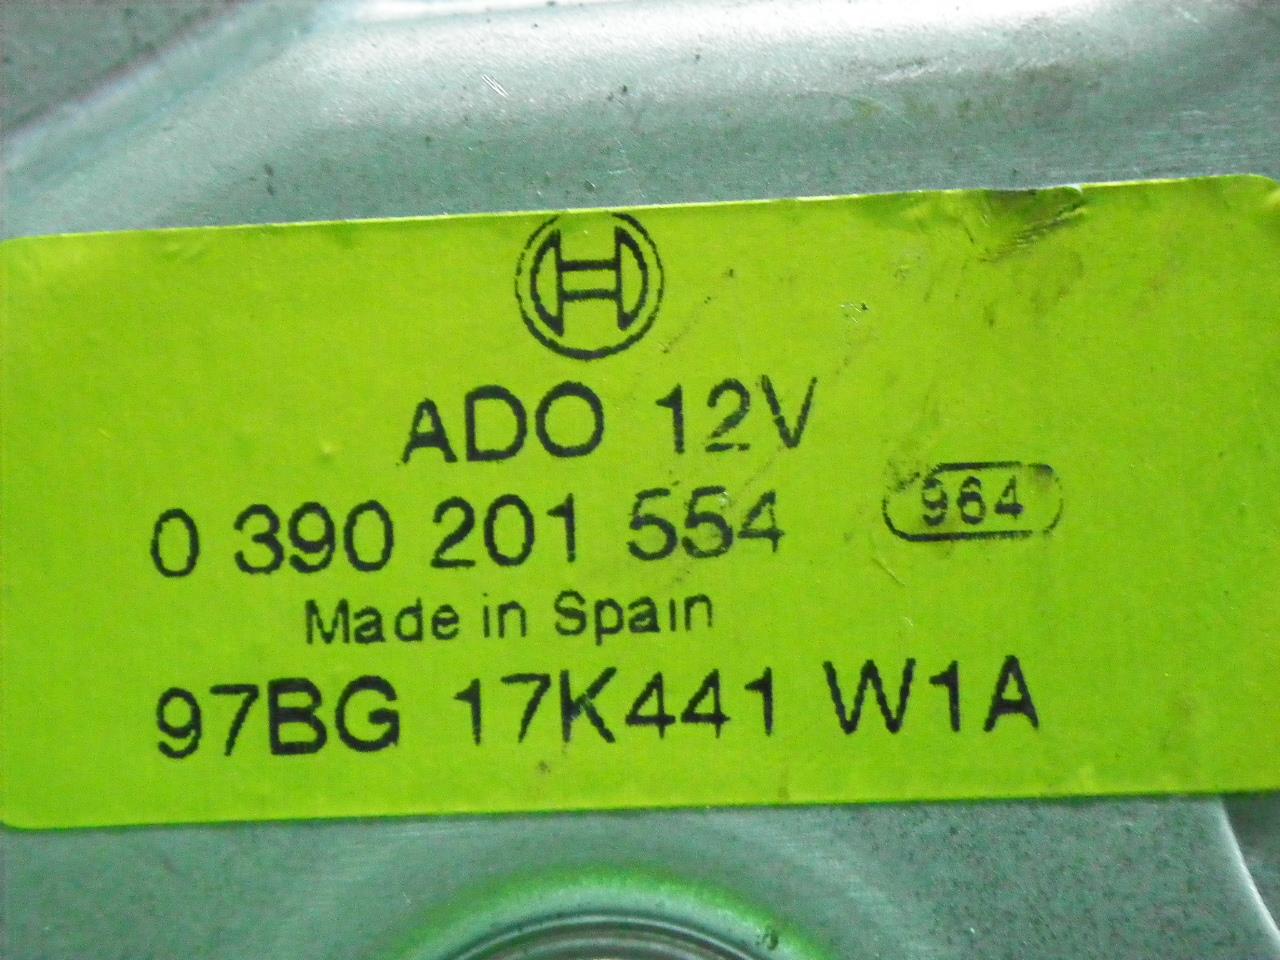 ADO 12V
0 390 201 554
964
Made in Spain
97BG 17K441 W1A